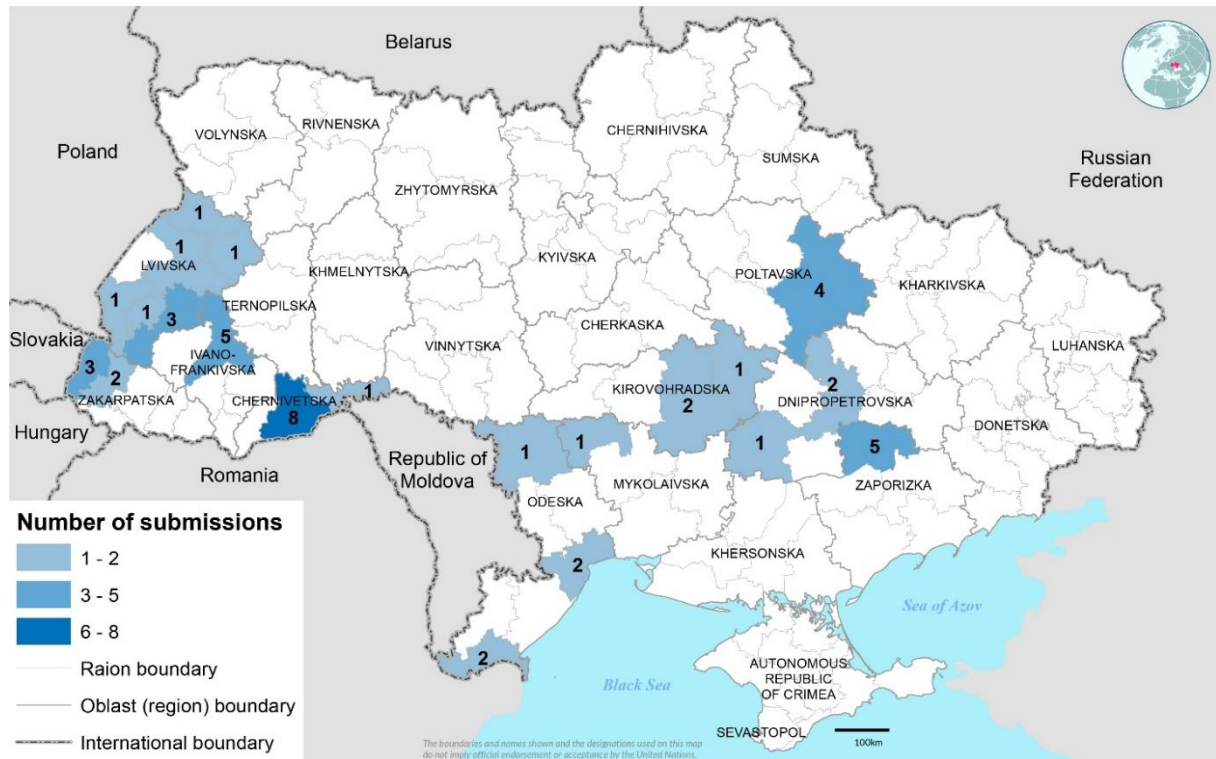 Belarus
VOLYNSKA
RIVNENSKA
CHERNIHIVSKA
SUMSKA
Poland
Russian
Federation
ZHYTOMYRSKA
1
1
1
LVIVSKA
KHMELNYTSKA
KYIVSKA
POLTAVSKA
KHARKIVSKA
4
1
1
3
TERNOPILSKA
CHERKASKA
Slovakia
5
VINNYTSKA
LUHANSKA
IVANO-
FRANKIVSKA
3
2
1
KIROVOHRADSKA
2
2
DNIPROPETROVSKA
ZAKARPATSKA
CHERNIVETSKA
1
8
DONETSKA
Hungary
1
1
1
5
Romania
Republic of
Moldova
MYKOLAIVSKA
ZAPORIZKA
ODESKA
Number of submissions
1 - 2
3 - 5
6 - 8
Raion boundary
Oblast (region) boundary
International boundary
2
KHERSONSKA
Sea of Azov
2
Black Sea
AUTONOMOUS
REPUBLIC
OF CRIMEA
SEVASTOPOL
100km
The boundaries and names shown and the designations used on this map
do not imply official endorsement or acceptance by the United Nations.